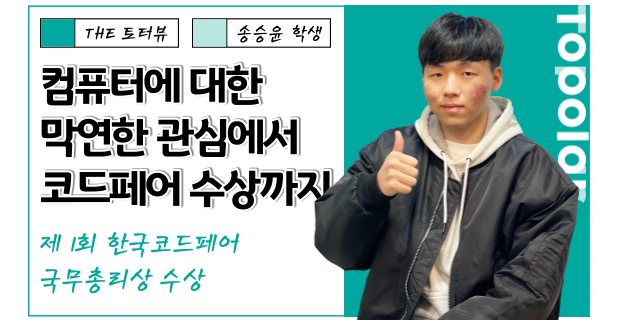 THE 토터뷰
송승윤 학생
컴퓨터에 대한
막연한 관심에서
코드페어 수상까지
제 1회 한국코드페어
국무총리상 수상
Topolar